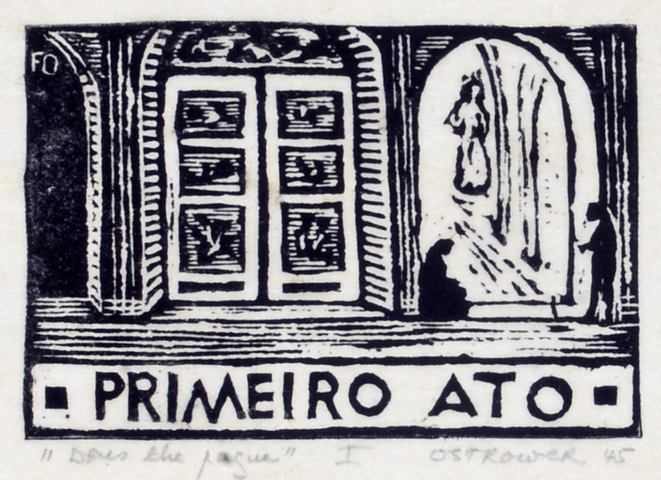 FO
▪ PRIMEIRO ATO ▪
"Deus lhe pague" I OSTROWER 45